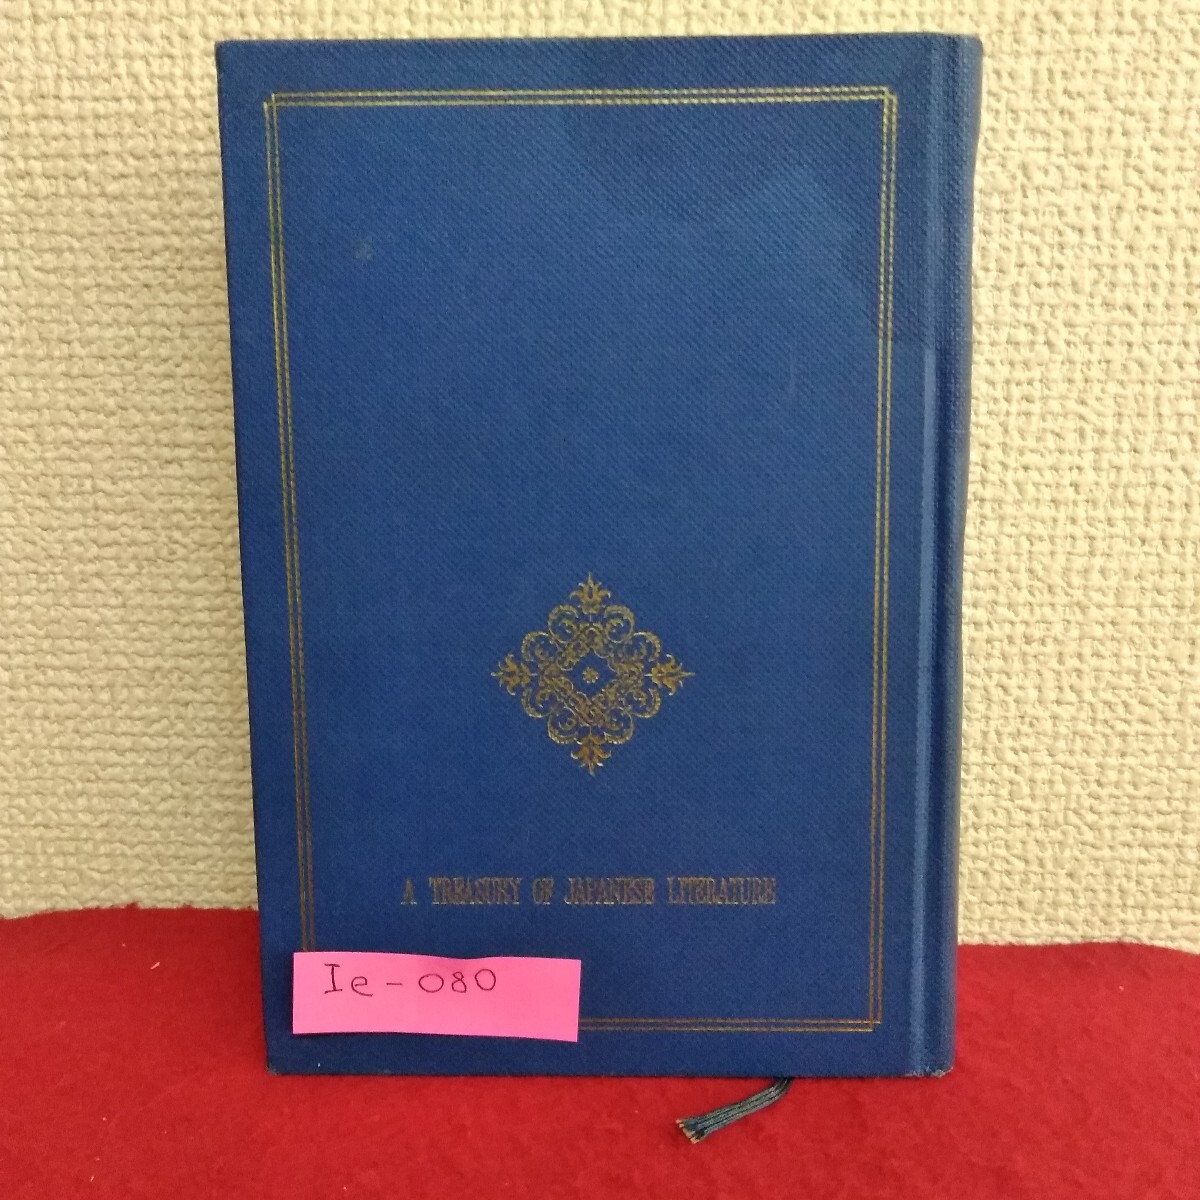 A TREASURY OF JAPANESE LITERATURE
Ie-080